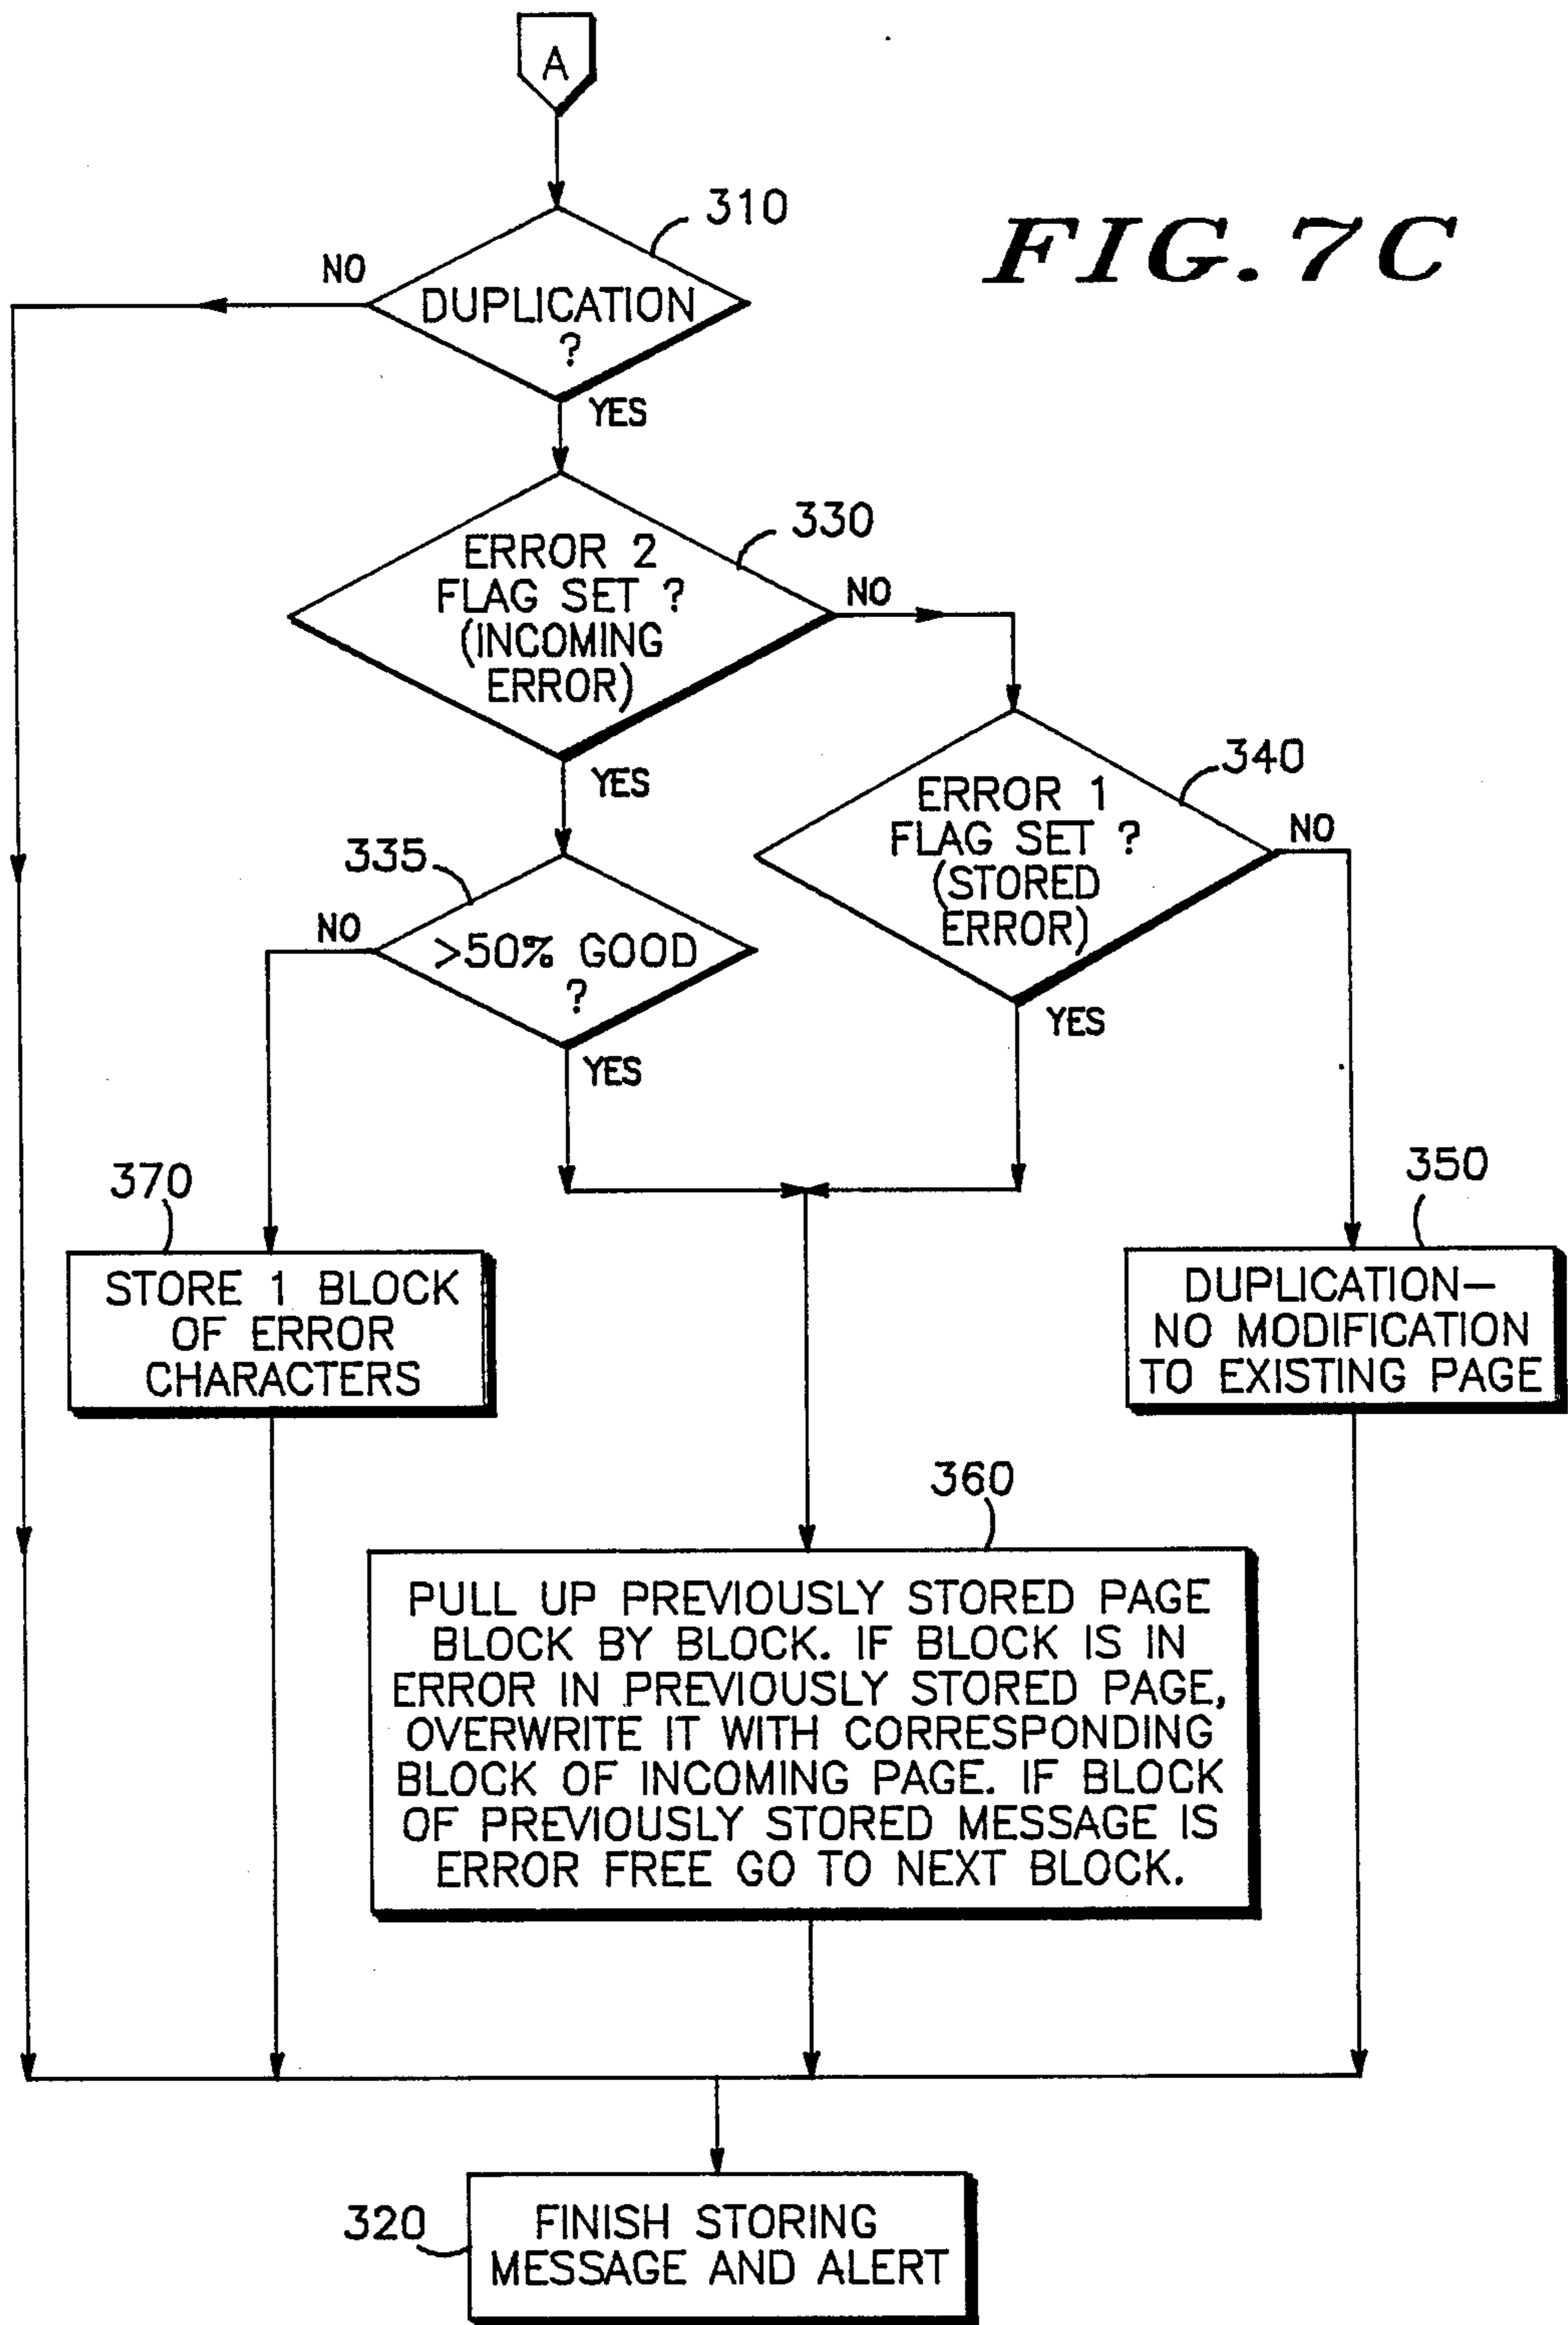 A
FIG. 7C
310
NO
DUPLICATION
?
YES
330
ERROR 2
FLAG SET ?
(INCOMING
ERROR)
NO
YES
340
ERROR 1
FLAG SET ?
(STORED
ERROR)
NO
YES
335
NO
>50% GOOD
?
YES
370
STORE 1 BLOCK
OF ERROR
CHARACTERS
350
DUPLICATION—
NO MODIFICATION
TO EXISTING PAGE
360
PULL UP PREVIOUSLY STORED PAGE
BLOCK BY BLOCK. IF BLOCK IS IN
ERROR IN PREVIOUSLY STORED PAGE,
OVERWRITE IT WITH CORRESPONDING
BLOCK OF INCOMING PAGE. IF BLOCK
OF PREVIOUSLY STORED MESSAGE IS
ERROR FREE GO TO NEXT BLOCK.
320
FINISH STORING
MESSAGE AND ALERT